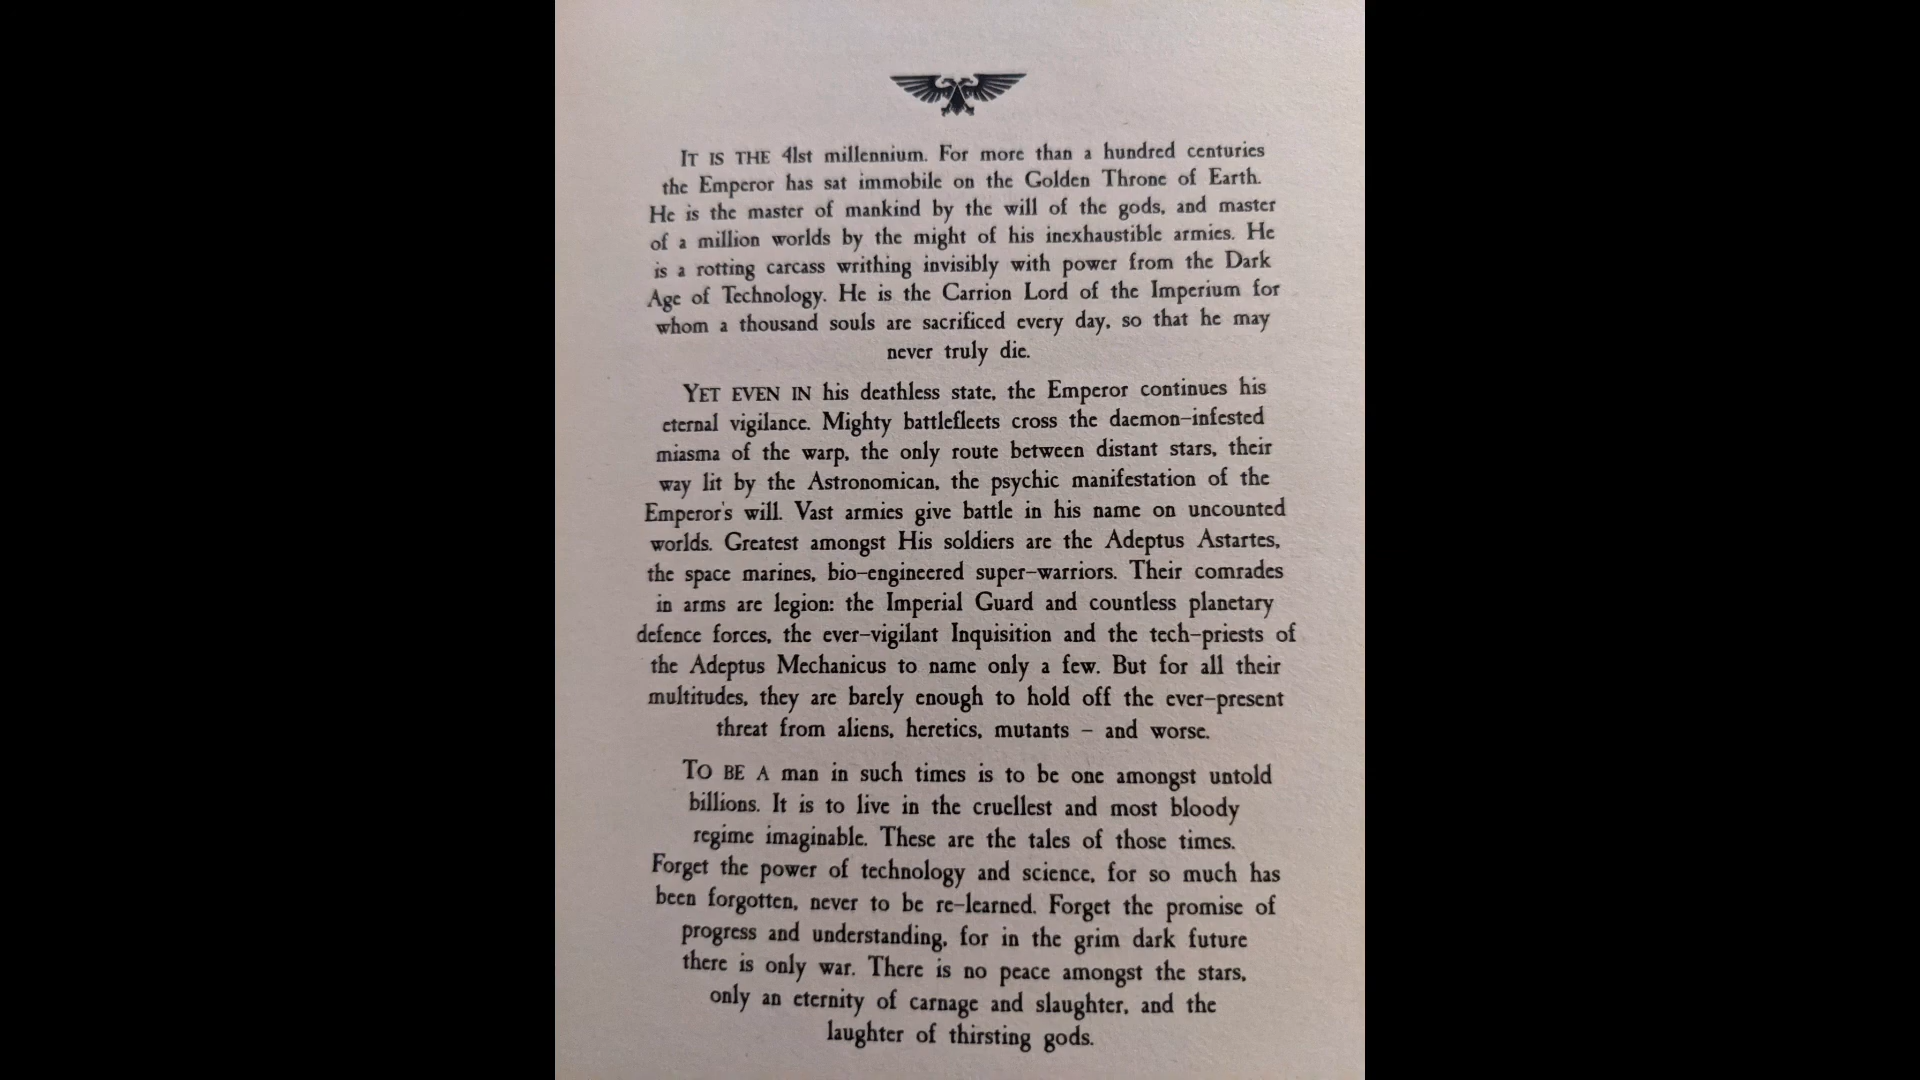 IT IS THE 41st millennium. For more than a hundred centuries
the Emperor has sat immobile on the Golden Throne of Earth.
He is the master of mankind by the will of the gods, and master
of a million worlds by the might of his inexhaustible armies. He
is a rotting carcass writhing invisibly with power from the Dark
Age of Technology. He is the Carrion Lord of the Imperium for
whom a thousand souls are sacrificed every day, so that he may
never truly die.
YET EVEN IN his deathless state, the Emperor continues his
eternal vigilance. Mighty battlefleets cross the daemon-infested
miasma of the warp, the only route between distant stars, their
way lit by the Astronomican, the psychic manifestation of the
Emperor's will. Vast armies give battle in his name on uncounted
worlds. Greatest amongst His soldiers are the Adeptus Astartes,
the space marines, bio-engineered super-warriors. Their comrades
in arms are legion: the Imperial Guard and countless planetary
defence forces, the ever-vigilant Inquisition and the tech-priests of
the Adeptus Mechanicus to name only a few. But for all their
multitudes, they are barely enough to hold off the ever-present
threat from aliens, heretics, mutants – and worse.
TO BE A man in such times is to be one amongst untold
billions. It is to live in the cruellest and most bloody
regime imaginable. These are the tales of those times.
Forget the power of technology and science, for so much has
been forgotten, never to be re-learned. Forget the promise of
progress and understanding, for in the grim dark future
there is only war. There is no peace amongst the stars,
only an eternity of carnage and slaughter, and the
laughter of thirsting gods.